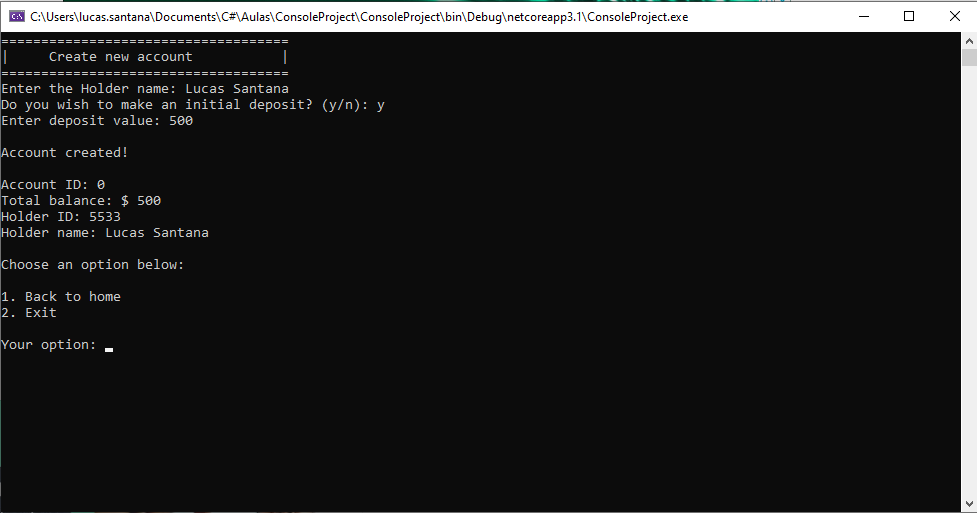 C:\Users\lucas.santana\Documents\C#\Aulas\ConsoleProject\ConsoleProject\bin\Debug\netcoreapp3.1\ConsoleProject.exe
====================================
|     Create new account           |
====================================
Enter the Holder name: Lucas Santana
Do you wish to make an initial deposit? (y/n): y
Enter deposit value: 500
Account created!
Account ID: 0
Total balance: $ 500
Holder ID: 5533
Holder name: Lucas Santana
Choose an option below:
1. Back to home
2. Exit
Your option: